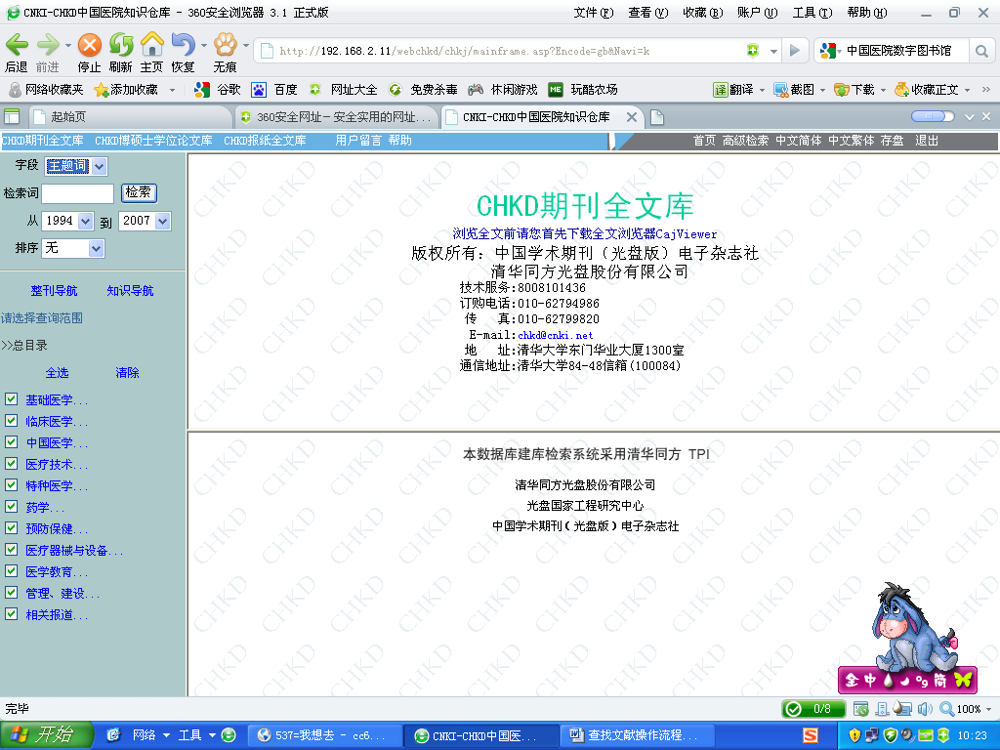 CNKI-CHKD中国医院知识仓库 - 360安全浏览器 3.1 正式版
文件(F) 查看(V) 收藏(B) 账户(U) 工具(T) 帮助(H)
后退 前进 停止 刷新 主页 恢复 无痕
http://192.168.2.11/webchkd/chkj/mainframe.asp?Encode=gb&Navi=k
中国医院数字图书馆
网络收藏夹 添加收藏 谷歌 百度 网址大全 免费杀毒 休闲游戏 ME 玩酷农场 译 翻译 截图 下载 收藏正文 »
起始页 360安全网址－安全实用的网址... CNKI-CHKD中国医院知识仓库
CHKD期刊全文库 CHKD博硕士学位论文库 CHKD报纸全文库 用户留言 帮助 首页 高级检索 中文简体 中文繁体 存盘 退出
字段 主题词
检索词 检索
从 1994 到 2007
排序 无
整刊导航 知识导航
请选择查询范围
>>总目录
全选 清除
基础医学...
临床医学...
中国医学...
医疗技术...
特种医学...
药学...
预防保健...
医疗器械与设备...
医学教育...
管理、建设...
相关报道...
CHKD期刊全文库
浏览全文前请您首先下载全文浏览器CajViewer
版权所有：中国学术期刊（光盘版）电子杂志社
清华同方光盘股份有限公司
技术服务:8008101436
订购电话:010-62794986
传 真:010-62799820
E-mail:chkd@cnki.net
地 址:清华大学东门华业大厦1300室
通信地址:清华大学84-48信箱(100084)
本数据库建库检索系统采用清华同方 TPI
清华同方光盘股份有限公司
光盘国家工程研究中心
中国学术期刊(光盘版)电子杂志社
CHKD
全 中 简
完毕 0/8 100%
开始 网络 工具 537=我想去 - cc6... CNKI-CHKD中国医... 查找文献操作流程... S 10:23